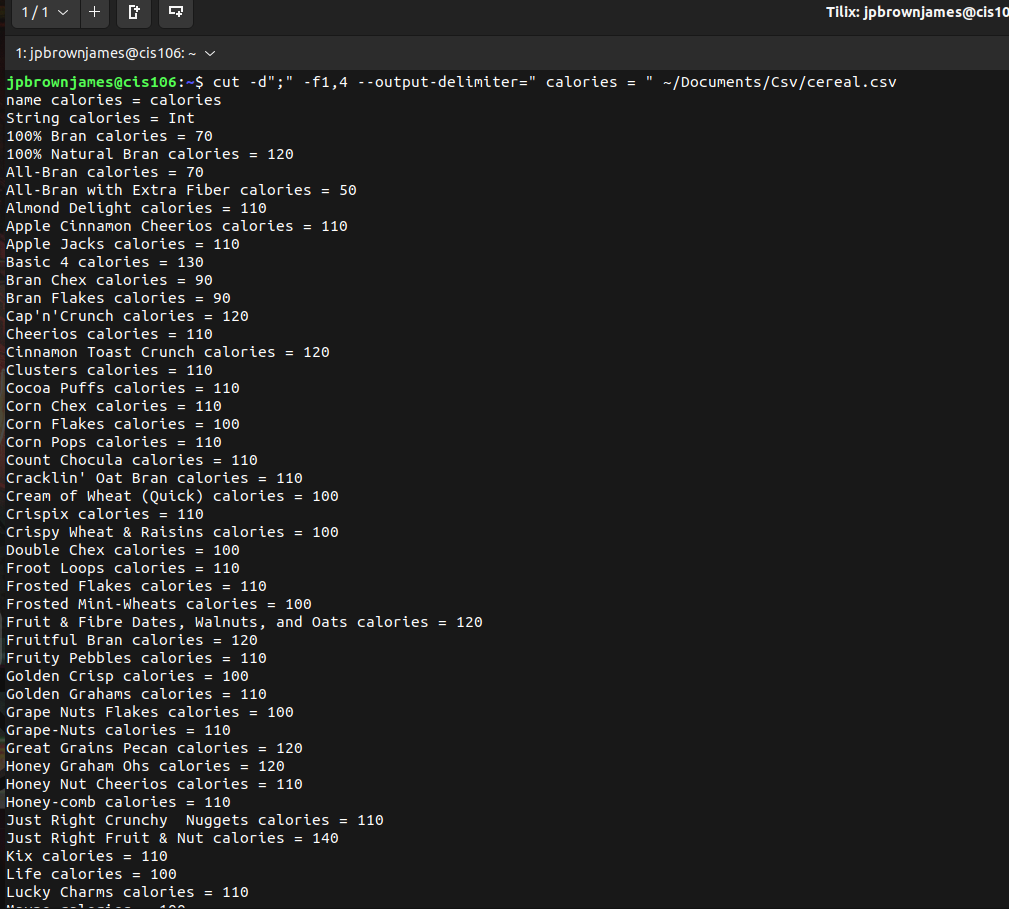 1 / 1
Tilix: jpbrownjames@cis10
1: jpbrownjames@cis106: ~
jpbrownjames@cis106:~$ cut -d";" -f1,4 --output-delimiter=" calories = " ~/Documents/Csv/cereal.csv
name calories = calories
String calories = Int
100% Bran calories = 70
100% Natural Bran calories = 120
All-Bran calories = 70
All-Bran with Extra Fiber calories = 50
Almond Delight calories = 110
Apple Cinnamon Cheerios calories = 110
Apple Jacks calories = 110
Basic 4 calories = 130
Bran Chex calories = 90
Bran Flakes calories = 90
Cap'n'Crunch calories = 120
Cheerios calories = 110
Cinnamon Toast Crunch calories = 120
Clusters calories = 110
Cocoa Puffs calories = 110
Corn Chex calories = 110
Corn Flakes calories = 100
Corn Pops calories = 110
Count Chocula calories = 110
Cracklin' Oat Bran calories = 110
Cream of Wheat (Quick) calories = 100
Crispix calories = 110
Crispy Wheat & Raisins calories = 100
Double Chex calories = 100
Froot Loops calories = 110
Frosted Flakes calories = 110
Frosted Mini-Wheats calories = 100
Fruit & Fibre Dates, Walnuts, and Oats calories = 120
Fruitful Bran calories = 120
Fruity Pebbles calories = 110
Golden Crisp calories = 100
Golden Grahams calories = 110
Grape Nuts Flakes calories = 100
Grape-Nuts calories = 110
Great Grains Pecan calories = 120
Honey Graham Ohs calories = 120
Honey Nut Cheerios calories = 110
Honey-comb calories = 110
Just Right Crunchy  Nuggets calories = 110
Just Right Fruit & Nut calories = 140
Kix calories = 110
Life calories = 100
Lucky Charms calories = 110